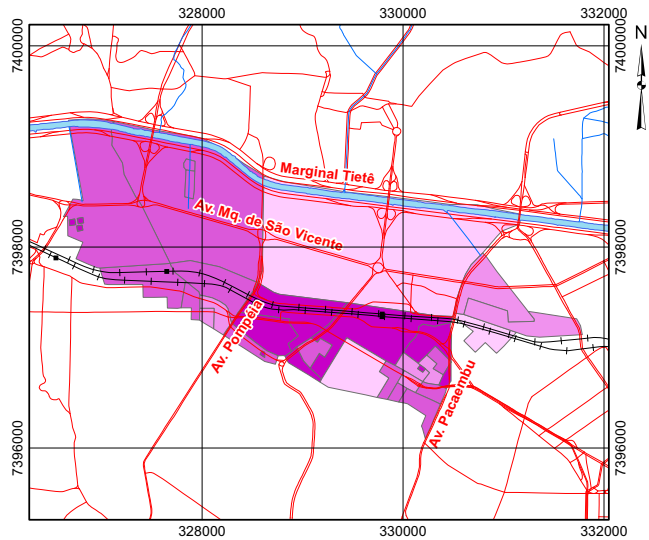 328000 330000 332000
7400000 7400000
N
Marginal Tietê
Av. Mq. de São Vicente
7398000 7398000
Av. Pompéia
Av. Pacaembu
7396000 7396000
328000 330000 332000